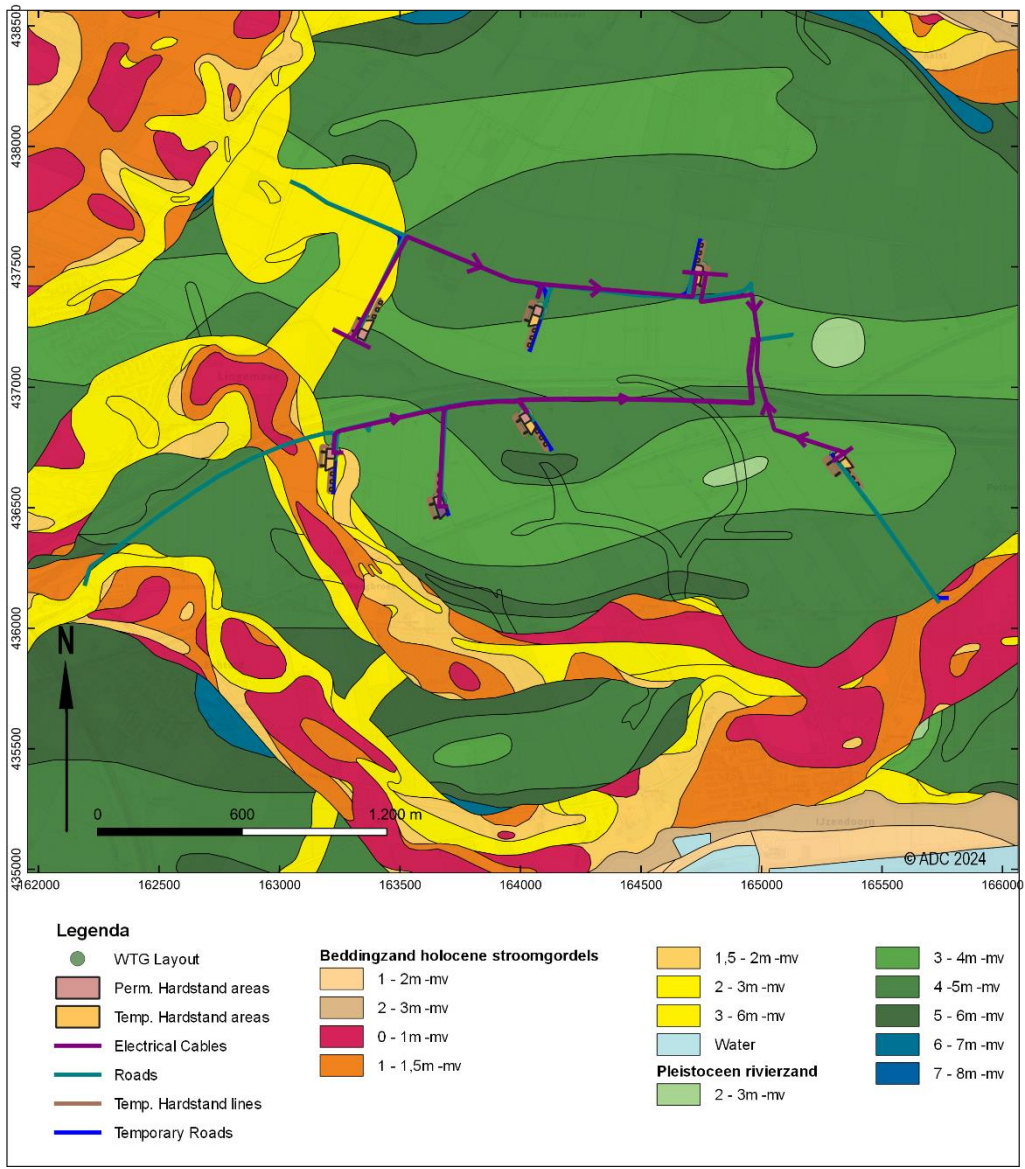 438500
438000
437500
437000
436500
436000
435500
435000
N
0 600 1.200 m
© ADC 2024
IJzendoorn
162000 162500 163000 163500 164000 164500 165000 165500 166000
Legenda
WTG Layout
Perm. Hardstand areas
Temp. Hardstand areas
Electrical Cables
Roads
Temp. Hardstand lines
Temporary Roads
Beddingzand holocene stroomgordels
1 - 2m -mv
2 - 3m -mv
0 - 1m -mv
1 - 1,5m -mv
1,5 - 2m -mv
2 - 3m -mv
3 - 6m -mv
Water
Pleistoceen rivierzand
2 - 3m -mv
3 - 4m -mv
4 -5m -mv
5 - 6m -mv
6 - 7m -mv
7 - 8m -mv